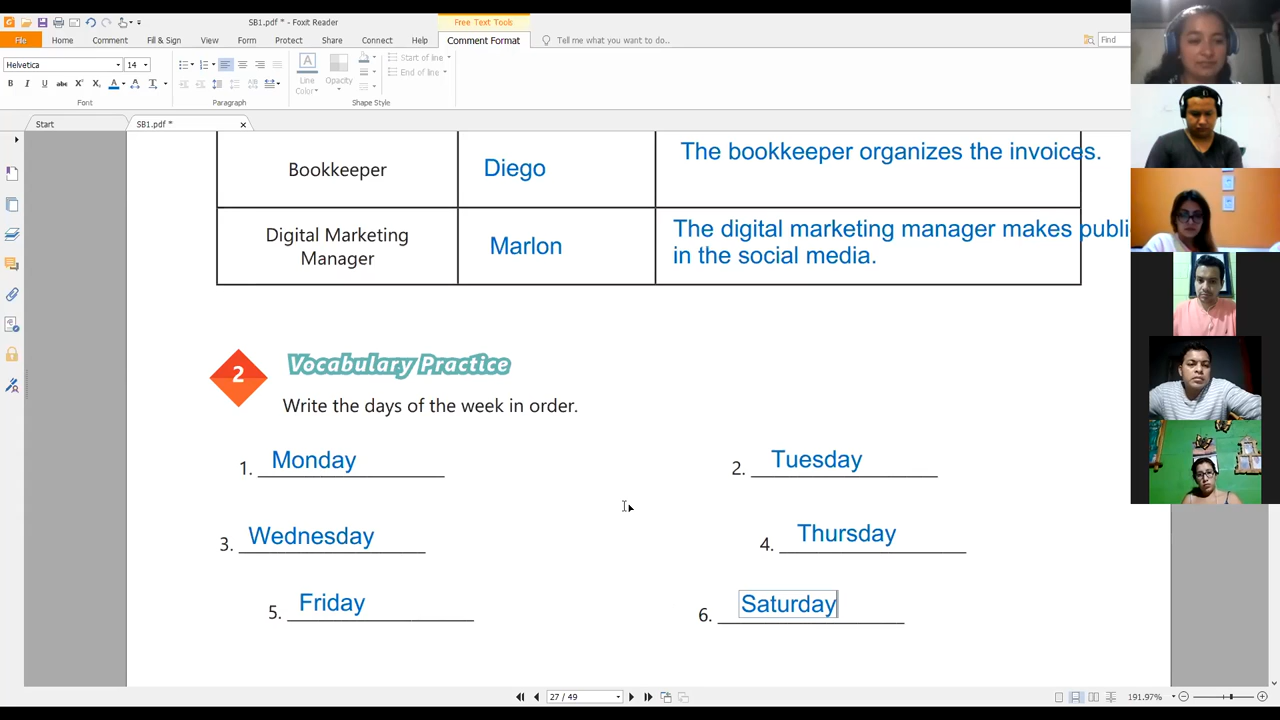 SB1.pdf * - Foxit Reader
Free Text Tools
File Home Comment Fill & Sign View Form Protect Share Connect Help Comment Format Tell me what you want to do.. Find
Helvetica 14
Line Color
Opacity
Start of line
End of line
Font Paragraph Shape Style
Start SB1.pdf *
Bookkeeper Diego The bookkeeper organizes the invoices.
Digital Marketing Manager Marlon The digital marketing manager makes publi
in the social media.
2 Vocabulary Practice
Write the days of the week in order.
1. Monday 2. Tuesday
3. Wednesday 4. Thursday
5. Friday 6. Saturday
27 / 49 191.97%